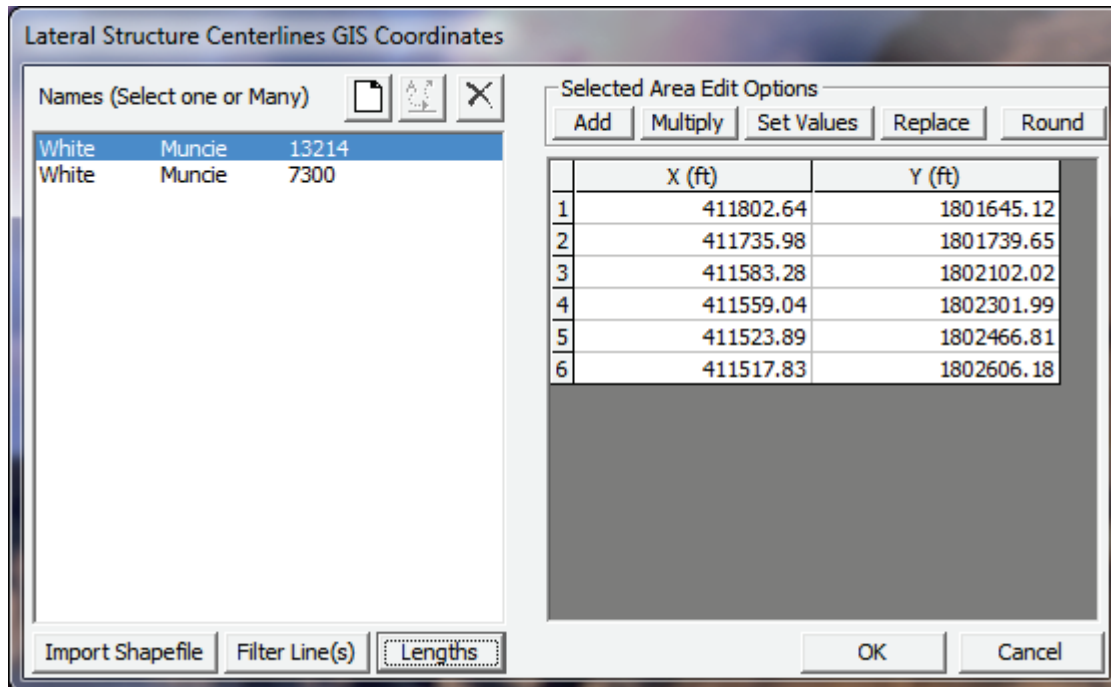 Lateral Structure Centerlines GIS Coordinates
Names (Select one or Many)
White Muncie 13214
White Muncie 7300
Selected Area Edit Options
Add Multiply Set Values Replace Round
X (ft) Y (ft)
1 411802.64 1801645.12
2 411735.98 1801739.65
3 411583.28 1802102.02
4 411559.04 1802301.99
5 411523.89 1802466.81
6 411517.83 1802606.18
Import Shapefile Filter Line(s) Lengths OK Cancel